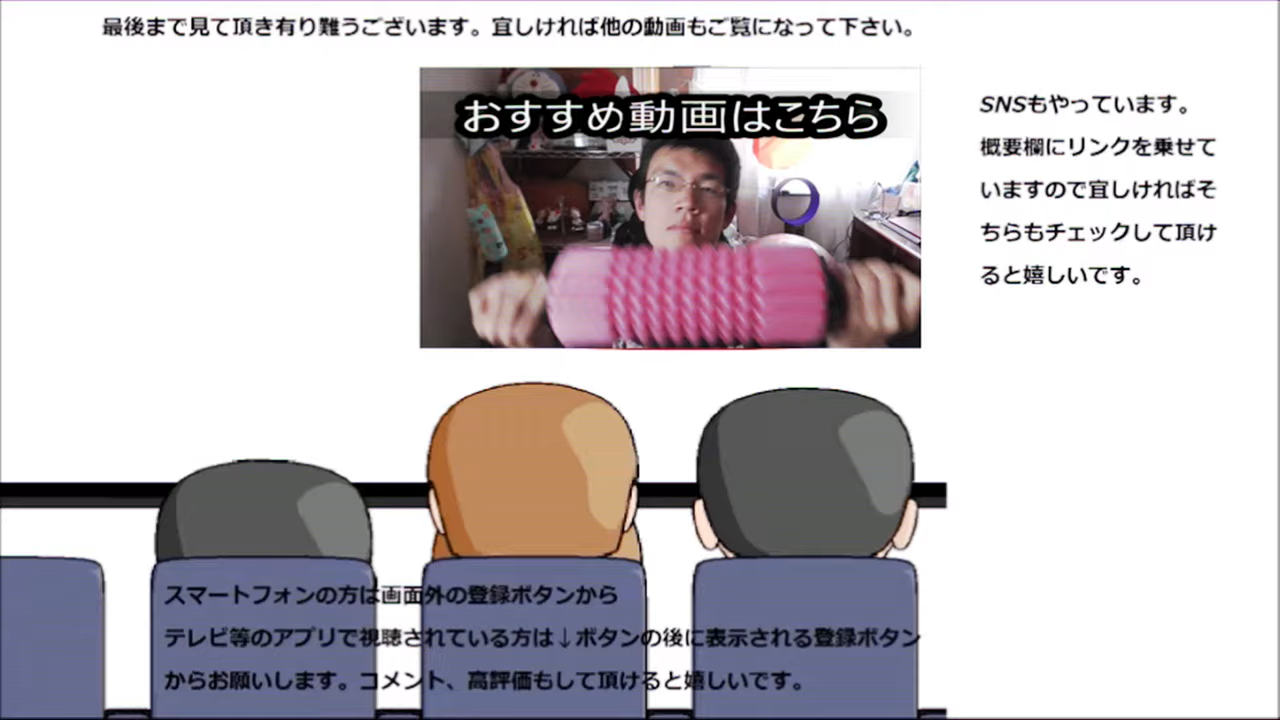 最後まで見て頂き有り難うございます。宜しければ他の動画もご覧になって下さい。
おすすめ動画はこちら
SNSもやっています。
概要欄にリンクを乗せて
いますので宜しければそ
ちらもチェックして頂け
ると嬉しいです。
スマートフォンの方は画面外の登録ボタンから
テレビ等のアプリで視聴されている方は↓ボタンの後に表示される登録ボタン
からお願いします。コメント、高評価もして頂けると嬉しいです。